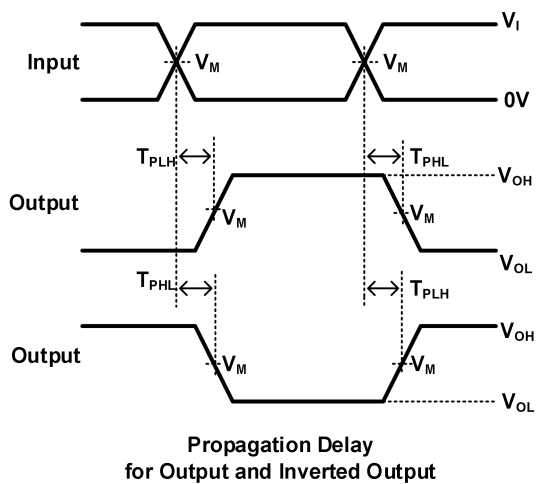 V_I
Input
V_M
V_M
0V
T_PLH
T_PHL
V_OH
Output
V_M
V_M
V_OL
T_PHL
T_PLH
V_OH
Output
V_M
V_M
V_OL
Propagation Delay
for Output and Inverted Output